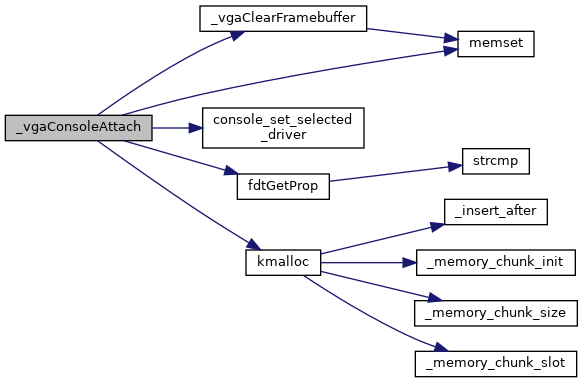 _vgaClearFramebuffer
memset
_vgaConsoleAttach
console_set_selected
_driver
strcmp
fdtGetProp
_insert_after
kmalloc
_memory_chunk_init
_memory_chunk_size
_memory_chunk_slot